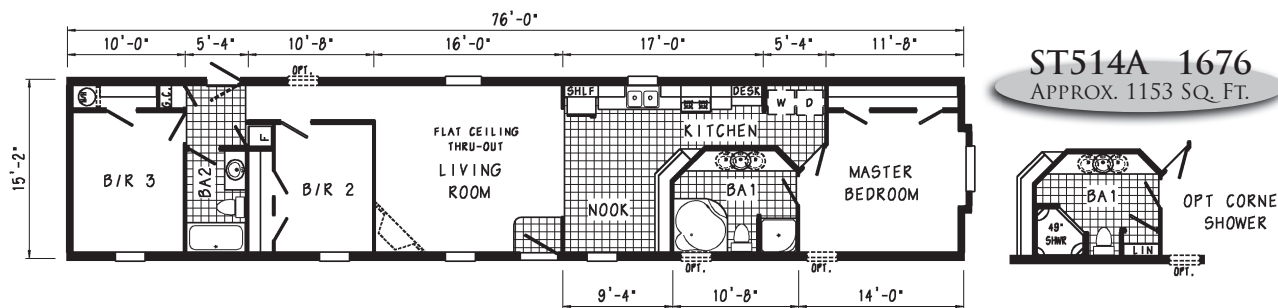 76'-0"
10'-0" 5'-4" 10'-8" 16'-0" 17'-0" 5'-4" 11'-8"
15'-2"
ST514A 1676
APPROX. 1153 SQ. FT.
OPT.
WH
G.C.
SHLF
DESK
W D
F
B/R 3
BA2
B/R 2
FLAT CEILING
THRU-OUT
LIVING
ROOM
KITCHEN
NOOK
BA1
MASTER
BEDROOM
OPT.
OPT.
9'-4" 10'-8" 14'-0"
BA1
49"
SHWR
LIN
OPT.
OPT CORNE
SHOWER